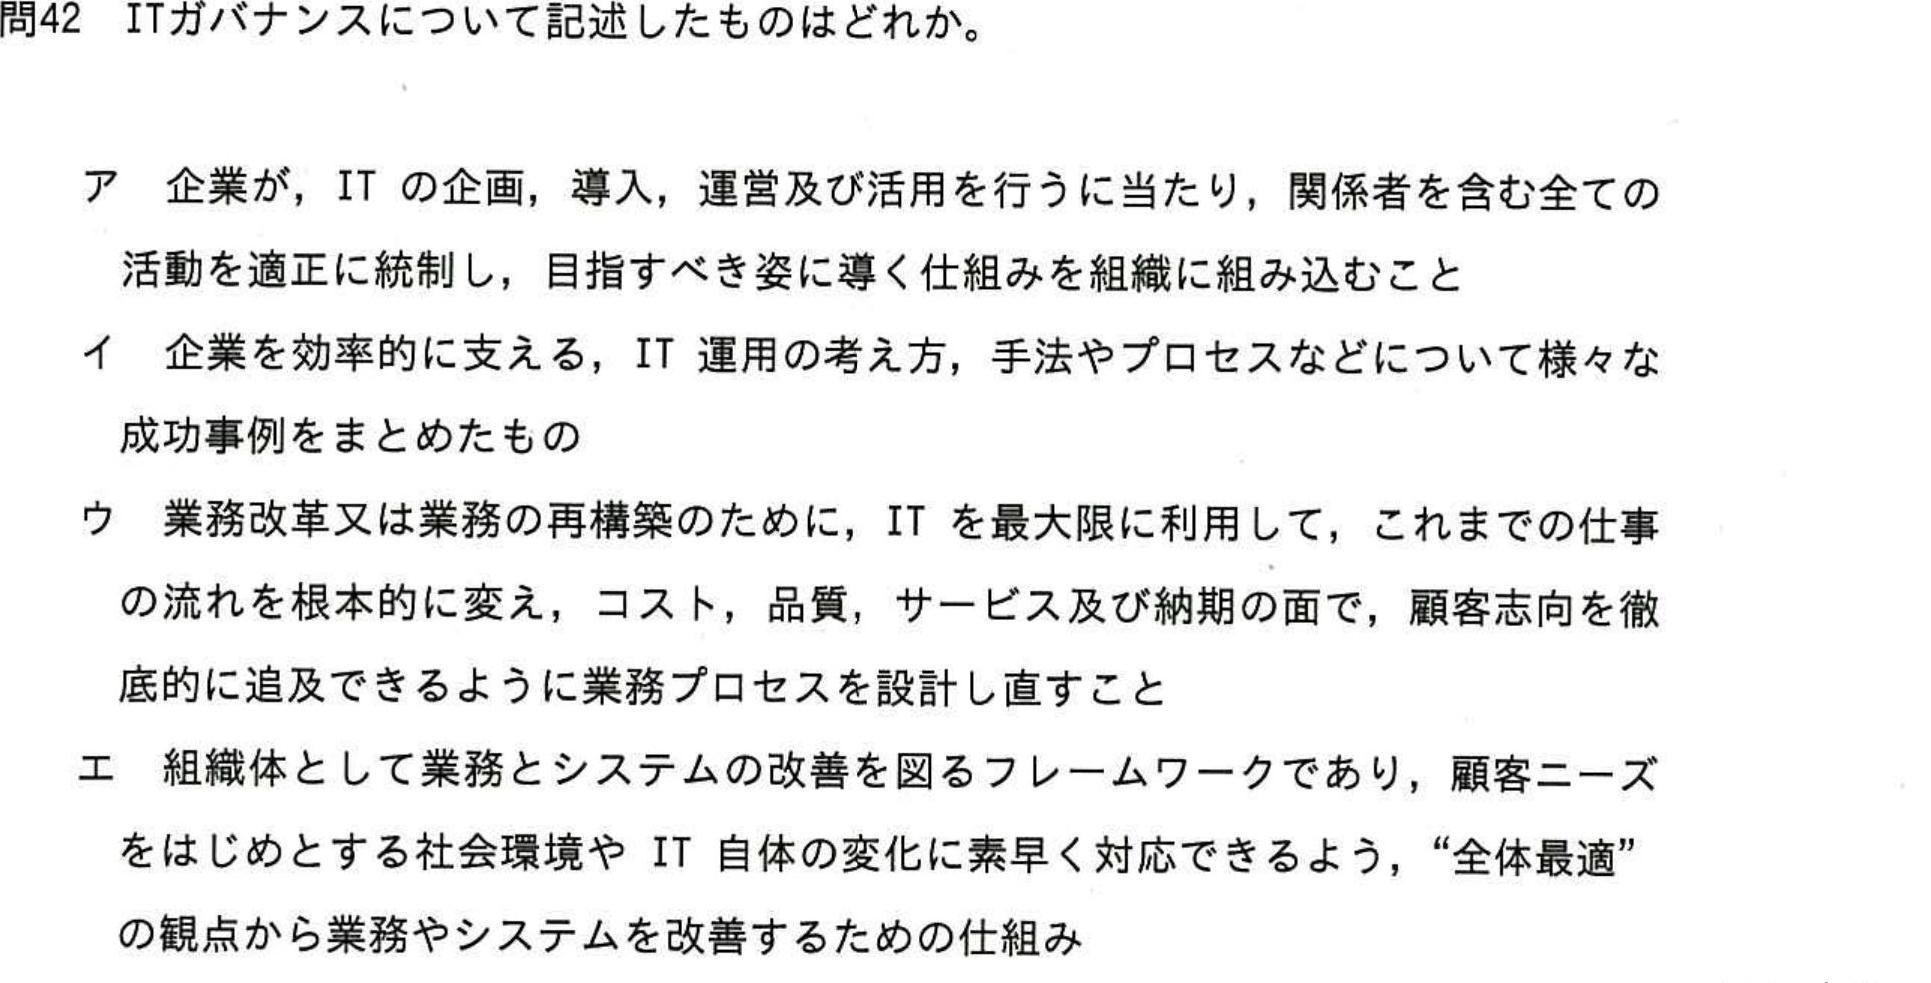 問42　ITガバナンスについて記述したものはどれか。
ア　企業が，IT の企画，導入，運営及び活用を行うに当たり，関係者を含む全ての
活動を適正に統制し，目指すべき姿に導く仕組みを組織に組み込むこと
イ　企業を効率的に支える，IT 運用の考え方，手法やプロセスなどについて様々な
成功事例をまとめたもの
ウ　業務改革又は業務の再構築のために，IT を最大限に利用して，これまでの仕事
の流れを根本的に変え，コスト，品質，サービス及び納期の面で，顧客志向を徹
底的に追及できるように業務プロセスを設計し直すこと
エ　組織体として業務とシステムの改善を図るフレームワークであり，顧客ニーズ
をはじめとする社会環境や IT 自体の変化に素早く対応できるよう，“全体最適”
の観点から業務やシステムを改善するための仕組み